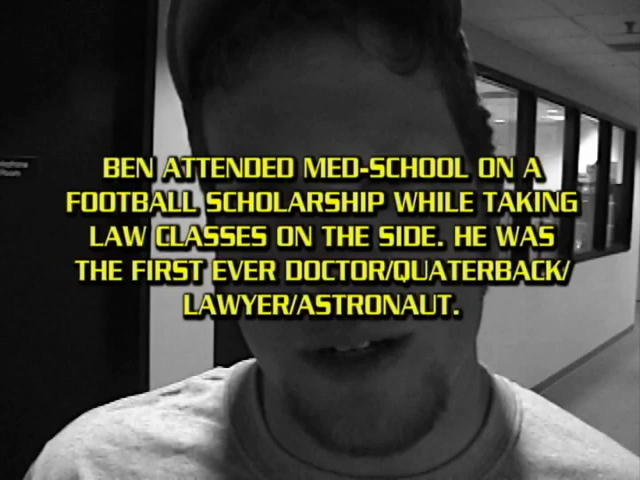 BEN ATTENDED MED-SCHOOL ON A
FOOTBALL SCHOLARSHIP WHILE TAKING
LAW CLASSES ON THE SIDE. HE WAS
THE FIRST EVER DOCTOR/QUATERBACK/
LAWYER/ASTRONAUT.